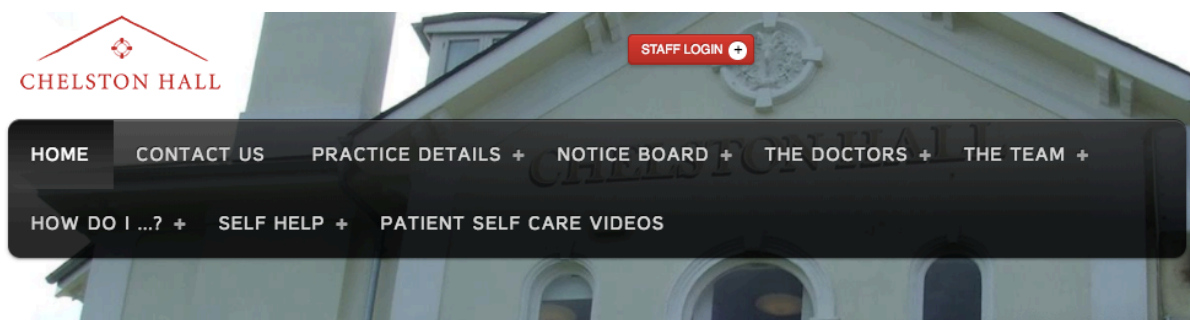 STAFF LOGIN +
CHELSTON HALL
CHELSTON HALL
HOME CONTACT US PRACTICE DETAILS + NOTICE BOARD + THE DOCTORS + THE TEAM +
HOW DO I ...? + SELF HELP + PATIENT SELF CARE VIDEOS